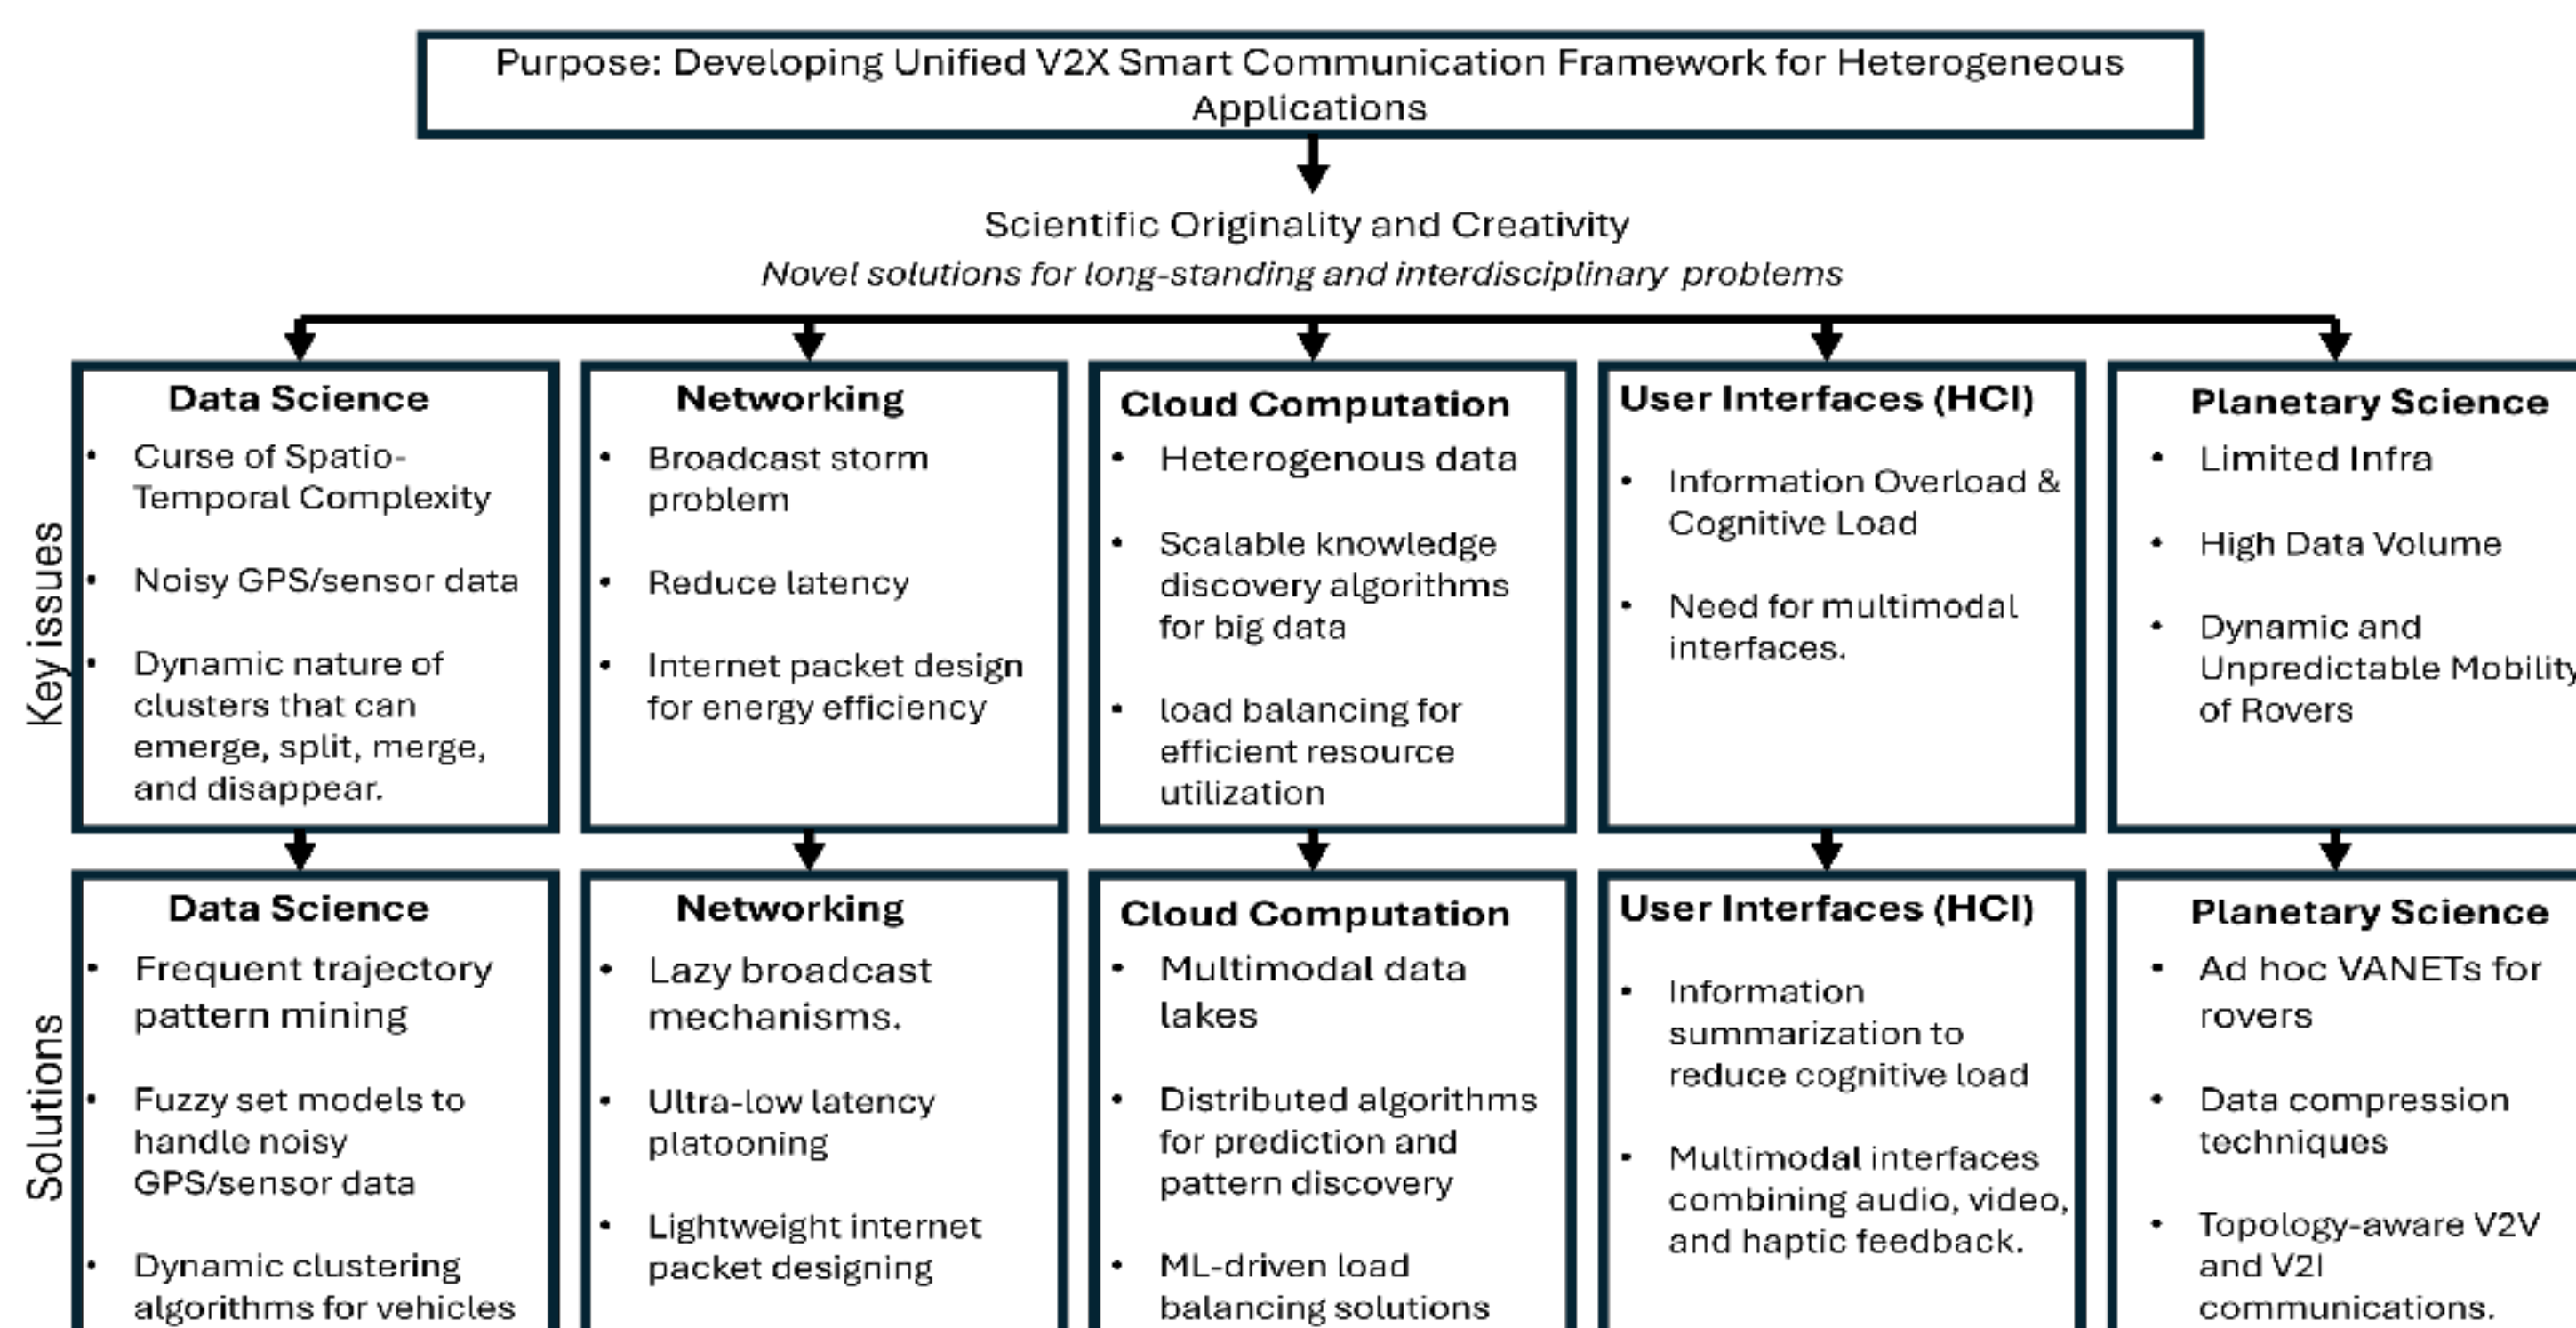 Purpose: Developing Unified V2X Smart Communication Framework for Heterogeneous
Applications
Scientific Originality and Creativity
Novel solutions for long-standing and interdisciplinary problems
Key issues
Data Science
• Curse of Spatio-
Temporal Complexity
• Noisy GPS/sensor data
• Dynamic nature of
clusters that can
emerge, split, merge,
and disappear.
Networking
• Broadcast storm
problem
• Reduce latency
• Internet packet design
for energy efficiency
Cloud Computation
• Heterogenous data
• Scalable knowledge
discovery algorithms
for big data
• load balancing for
efficient resource
utilization
User Interfaces (HCI)
• Information Overload &
Cognitive Load
• Need for multimodal
interfaces.
Planetary Science
• Limited Infra
• High Data Volume
• Dynamic and
Unpredictable Mobility
of Rovers
Solutions
Data Science
• Frequent trajectory
pattern mining
• Fuzzy set models to
handle noisy
GPS/sensor data
• Dynamic clustering
algorithms for vehicles
Networking
• Lazy broadcast
mechanisms.
• Ultra-low latency
platooning
• Lightweight internet
packet designing
Cloud Computation
• Multimodal data
lakes
• Distributed algorithms
for prediction and
pattern discovery
• ML-driven load
balancing solutions
User Interfaces (HCI)
• Information
summarization to
reduce cognitive load
• Multimodal interfaces
combining audio, video,
and haptic feedback.
Planetary Science
• Ad hoc VANETs for
rovers
• Data compression
techniques
• Topology-aware V2V
and V2I
communications.